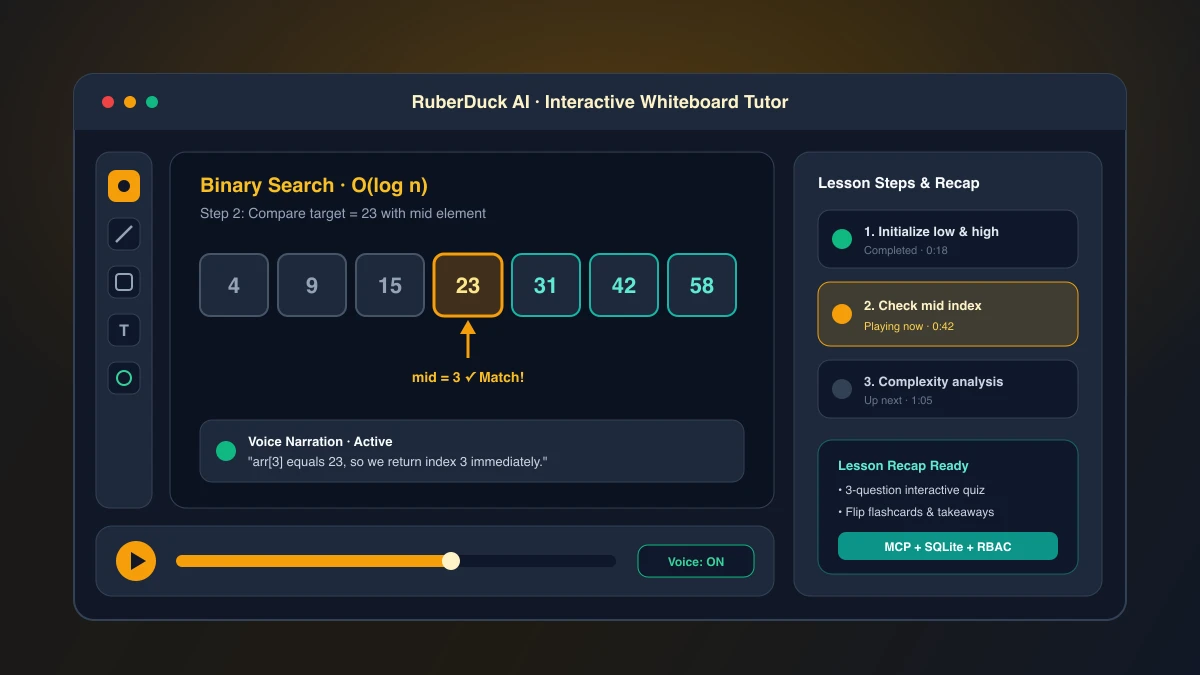 RuberDuck AI · Interactive Whiteboard Tutor
Binary Search · O(log n)
Step 2: Compare target = 23 with mid element
4 9 15 23 31 42 58
mid = 3 ✓ Match!
Voice Narration · Active
"arr[3] equals 23, so we return index 3 immediately."
T
Voice: ON
Lesson Steps & Recap
1. Initialize low & high
Completed · 0:18
2. Check mid index
Playing now · 0:42
3. Complexity analysis
Up next · 1:05
Lesson Recap Ready
• 3-question interactive quiz
• Flip flashcards & takeaways
MCP + SQLite + RBAC